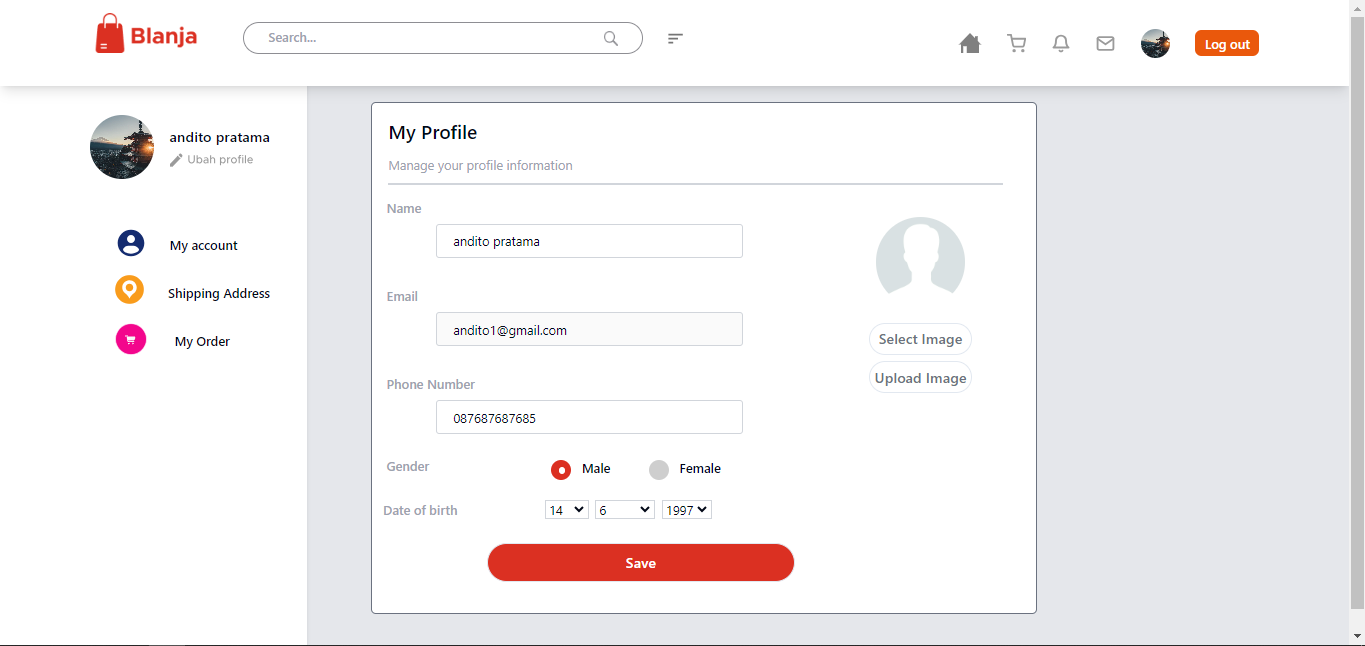 Blanja
Search...
Log out
andito pratama
Ubah profile
My account
Shipping Address
My Order
My Profile
Manage your profile information
Name
andito pratama
Email
andito1@gmail.com
Phone Number
087687687685
Gender
Male
Female
Date of birth
14
6
1997
Save
Select Image
Upload Image